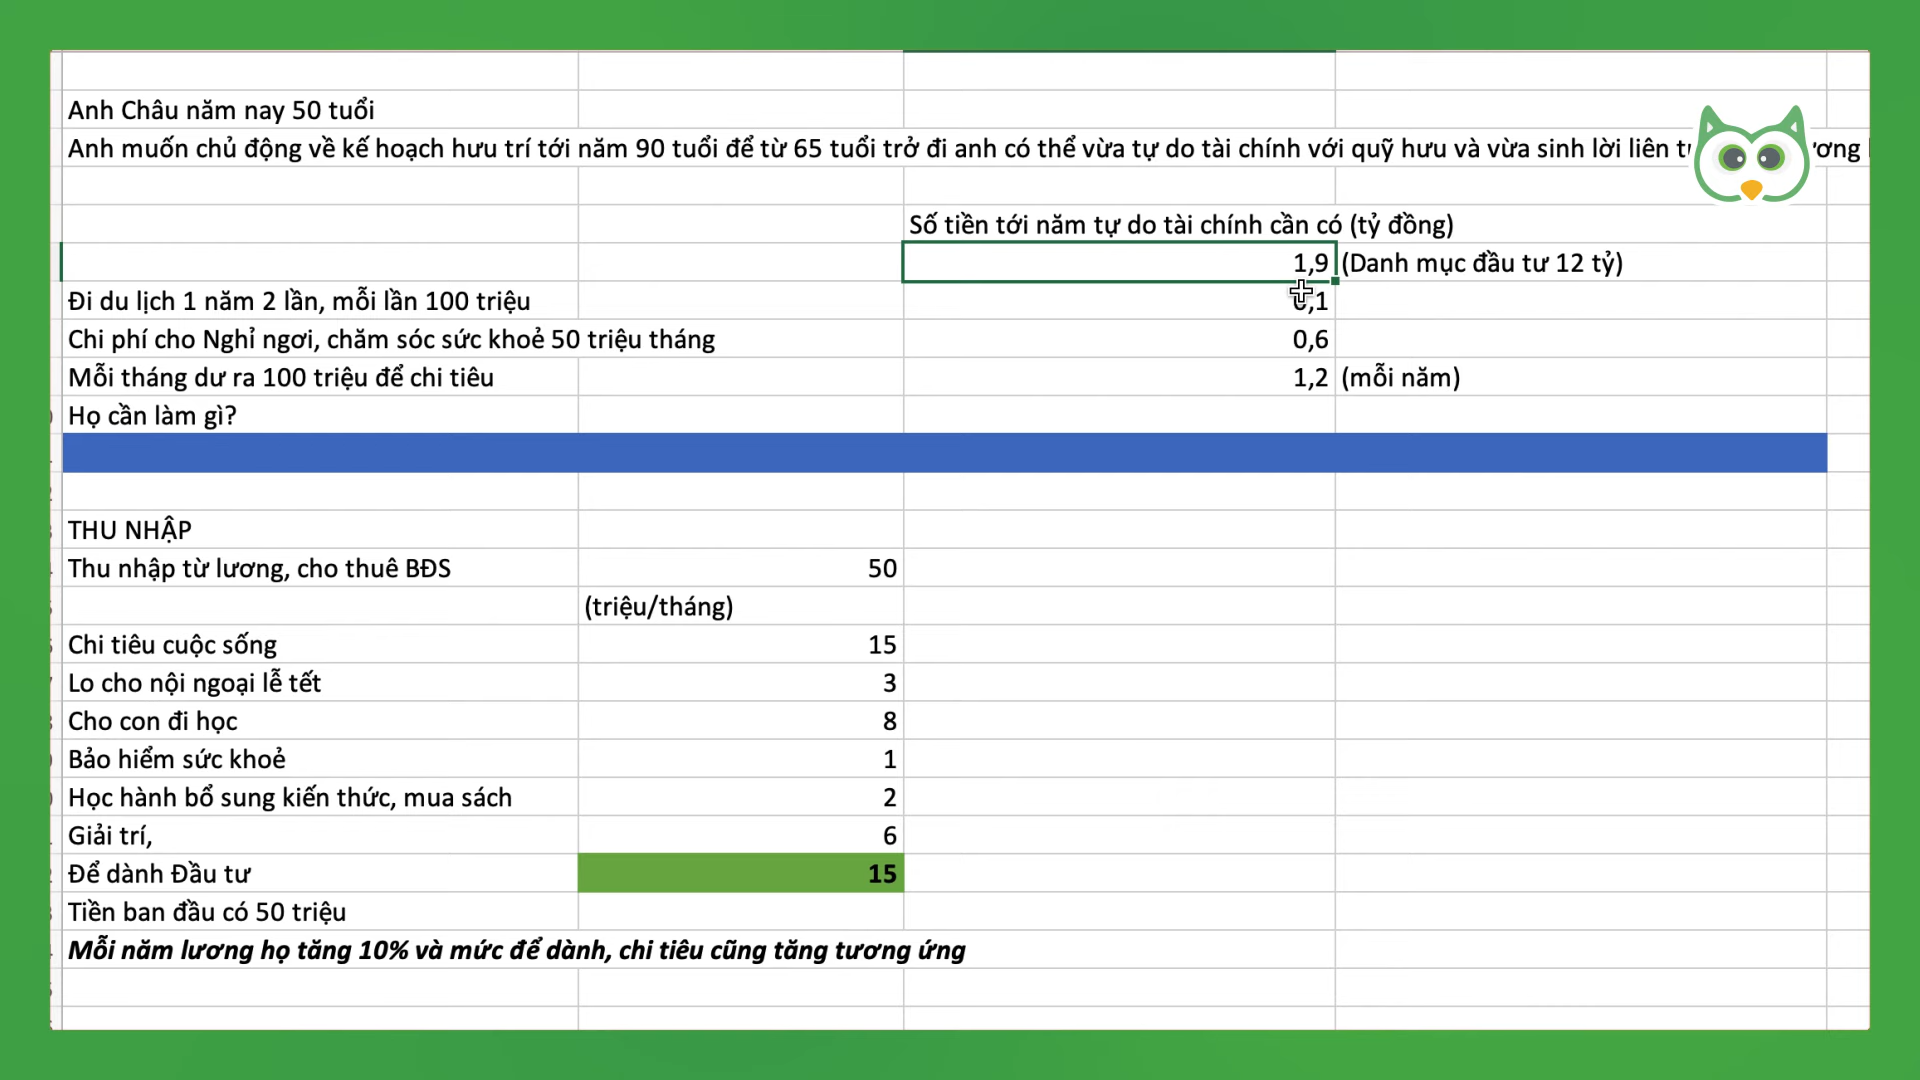 Anh Châu năm nay 50 tuổi
Anh muốn chủ động về kế hoạch hưu trí tới năm 90 tuổi để từ 65 tuổi trở đi anh có thể vừa tự do tài chính với quỹ hưu và vừa sinh lời liên
Số tiền tới năm tự do tài chính cần có (tỷ đồng)
1,9 (Danh mục đầu tư 12 tỷ)
Đi du lịch 1 năm 2 lần, mỗi lần 100 triệu
Chi phí cho Nghỉ ngơi, chăm sóc sức khoẻ 50 triệu tháng 0,6
Mỗi tháng dư ra 100 triệu để chi tiêu 1,2 (mỗi năm)
Họ cần làm gì?
THU NHẬP
Thu nhập từ lương, cho thuê BĐS 50
(triệu/tháng)
Chi tiêu cuộc sống 15
Lo cho nội ngoại lễ tết 3
Cho con đi học 8
Bảo hiểm sức khoẻ 1
Học hành bổ sung kiến thức, mua sách 2
Giải trí, 6
Để dành Đầu tư 15
Tiền ban đầu có 50 triệu
Mỗi năm lương họ tăng 10% và mức để dành, chi tiêu cũng tăng tương ứng